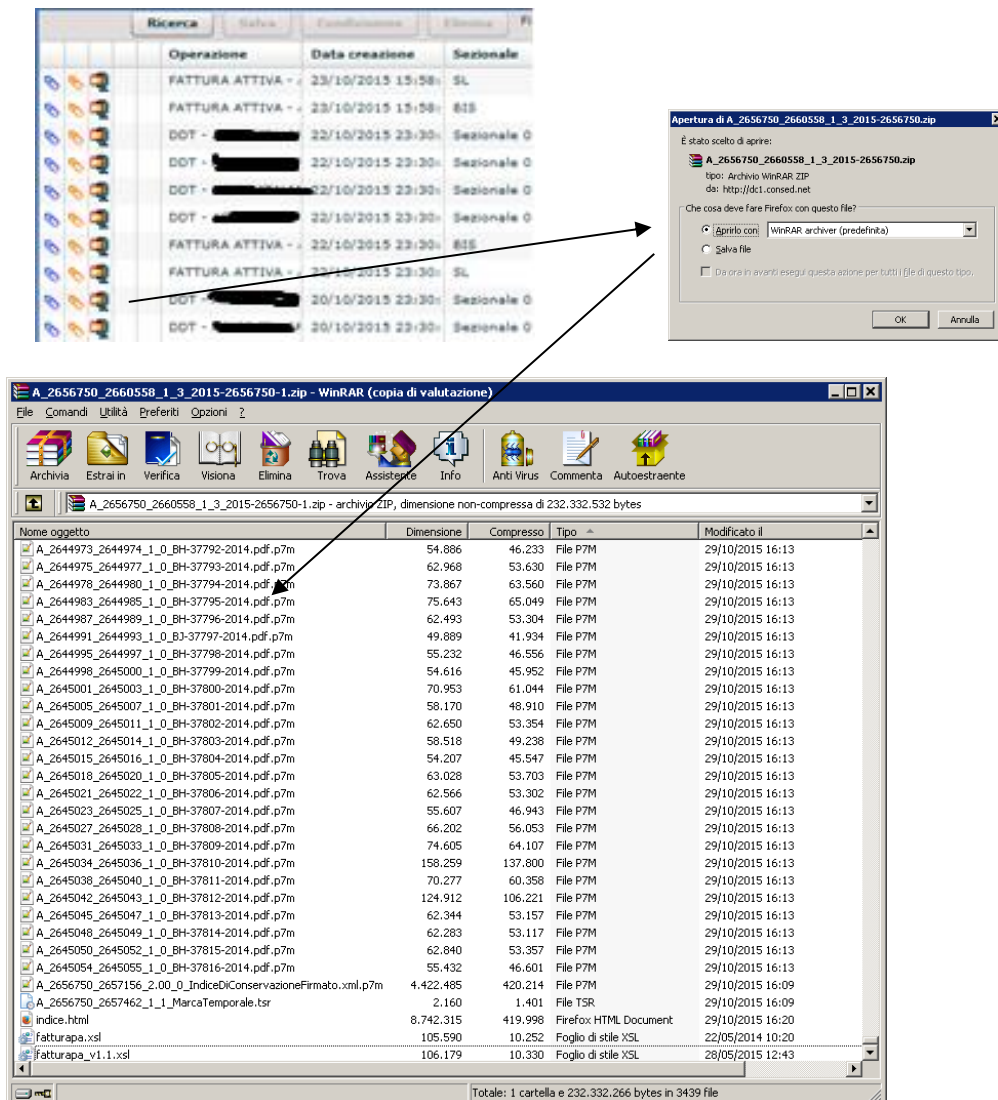 Ricerca Salva Elimina
Operazione Data creazione Sezionale
FATTURA ATTIVA - 23/10/2015 15:58: SL
FATTURA ATTIVA - 23/10/2015 15:58: BIS
DDT - 22/10/2015 23:30: Sezionale 0
DDT - 22/10/2015 23:30: Sezionale 0
DDT - 22/10/2015 23:30: Sezionale 0
DDT - 22/10/2015 23:30: Sezionale 0
FATTURA ATTIVA - 22/10/2015 23:30: BIS
FATTURA ATTIVA - 22/10/2015 23:30: SL
DDT - 20/10/2015 23:30: Sezionale 0
DDT - 20/10/2015 23:30: Sezionale 0
Apertura di A_2656750_2660558_1_3_2015-2656750.zip
È stato scelto di aprire:
A_2656750_2660558_1_3_2015-2656750.zip
tipo: Archivio WinRAR ZIP
da: http://dc1.consed.net
Che cosa deve fare Firefox con questo file?
Aprirlo con WinRAR archiver (predefinita)
Salva file
Da ora in avanti esegui questa azione per tutti i file di questo tipo.
OK Annulla
A_2656750_2660558_1_3_2015-2656750-1.zip - WinRAR (copia di valutazione)
File Comandi Utilità Preferiti Opzioni ?
Archivia Estrai in Verifica Visiona Elimina Trova Assistente Info Anti Virus Commenta Autoestraente
A_2656750_2660558_1_3_2015-2656750-1.zip - archivio ZIP, dimensione non-compressa di 232.332.532 bytes
Nome oggetto Dimensione Compresso Tipo Modificato il
A_2644973_2644974_1_0_BH-37792-2014.pdf.p7m 54.886 46.233 File P7M 29/10/2015 16:13
A_2644975_2644977_1_0_BH-37793-2014.pdf.p7m 62.968 53.630 File P7M 29/10/2015 16:13
A_2644978_2644980_1_0_BH-37794-2014.pdf.p7m 73.867 63.560 File P7M 29/10/2015 16:13
A_2644983_2644985_1_0_BH-37795-2014.pdf.p7m 75.643 65.049 File P7M 29/10/2015 16:13
A_2644987_2644989_1_0_BH-37796-2014.pdf.p7m 62.493 53.304 File P7M 29/10/2015 16:13
A_2644991_2644993_1_0_BJ-37797-2014.pdf.p7m 49.889 41.934 File P7M 29/10/2015 16:13
A_2644995_2644997_1_0_BH-37798-2014.pdf.p7m 55.232 46.556 File P7M 29/10/2015 16:13
A_2644998_2645000_1_0_BH-37799-2014.pdf.p7m 54.616 45.952 File P7M 29/10/2015 16:13
A_2645001_2645003_1_0_BH-37800-2014.pdf.p7m 70.953 61.044 File P7M 29/10/2015 16:13
A_2645005_2645007_1_0_BH-37801-2014.pdf.p7m 58.170 48.910 File P7M 29/10/2015 16:13
A_2645009_2645011_1_0_BH-37802-2014.pdf.p7m 62.650 53.354 File P7M 29/10/2015 16:13
A_2645012_2645014_1_0_BH-37803-2014.pdf.p7m 58.518 49.238 File P7M 29/10/2015 16:13
A_2645015_2645016_1_0_BH-37804-2014.pdf.p7m 54.207 45.547 File P7M 29/10/2015 16:13
A_2645018_2645020_1_0_BH-37805-2014.pdf.p7m 63.028 53.703 File P7M 29/10/2015 16:13
A_2645021_2645022_1_0_BH-37806-2014.pdf.p7m 62.566 53.302 File P7M 29/10/2015 16:13
A_2645023_2645025_1_0_BH-37807-2014.pdf.p7m 55.607 46.943 File P7M 29/10/2015 16:13
A_2645027_2645028_1_0_BH-37808-2014.pdf.p7m 66.202 56.053 File P7M 29/10/2015 16:13
A_2645031_2645033_1_0_BH-37809-2014.pdf.p7m 74.605 64.107 File P7M 29/10/2015 16:13
A_2645034_2645036_1_0_BH-37810-2014.pdf.p7m 158.259 137.800 File P7M 29/10/2015 16:13
A_2645038_2645040_1_0_BH-37811-2014.pdf.p7m 70.277 60.358 File P7M 29/10/2015 16:13
A_2645042_2645043_1_0_BH-37812-2014.pdf.p7m 124.912 106.221 File P7M 29/10/2015 16:13
A_2645045_2645047_1_0_BH-37813-2014.pdf.p7m 62.344 53.157 File P7M 29/10/2015 16:13
A_2645048_2645049_1_0_BH-37814-2014.pdf.p7m 62.283 53.117 File P7M 29/10/2015 16:13
A_2645050_2645052_1_0_BH-37815-2014.pdf.p7m 62.840 53.357 File P7M 29/10/2015 16:13
A_2645054_2645055_1_0_BH-37816-2014.pdf.p7m 55.432 46.601 File P7M 29/10/2015 16:13
A_2656750_2657156_2.00_0_IndiceDiConservazioneFirmato.xml.p7m 4.422.485 420.214 File P7M 29/10/2015 16:09
A_2656750_2657462_1_1_MarcaTemporale.tsr 2.160 1.401 File TSR 29/10/2015 16:09
indice.html 8.742.315 419.998 Firefox HTML Document 29/10/2015 16:20
fatturapa.xsl 105.590 10.252 Foglio di stile XSL 22/05/2014 10:20
fatturapa_v1.1.xsl 106.179 10.330 Foglio di stile XSL 28/05/2015 12:43
Totale: 1 cartella e 232.332.266 bytes in 3439 file